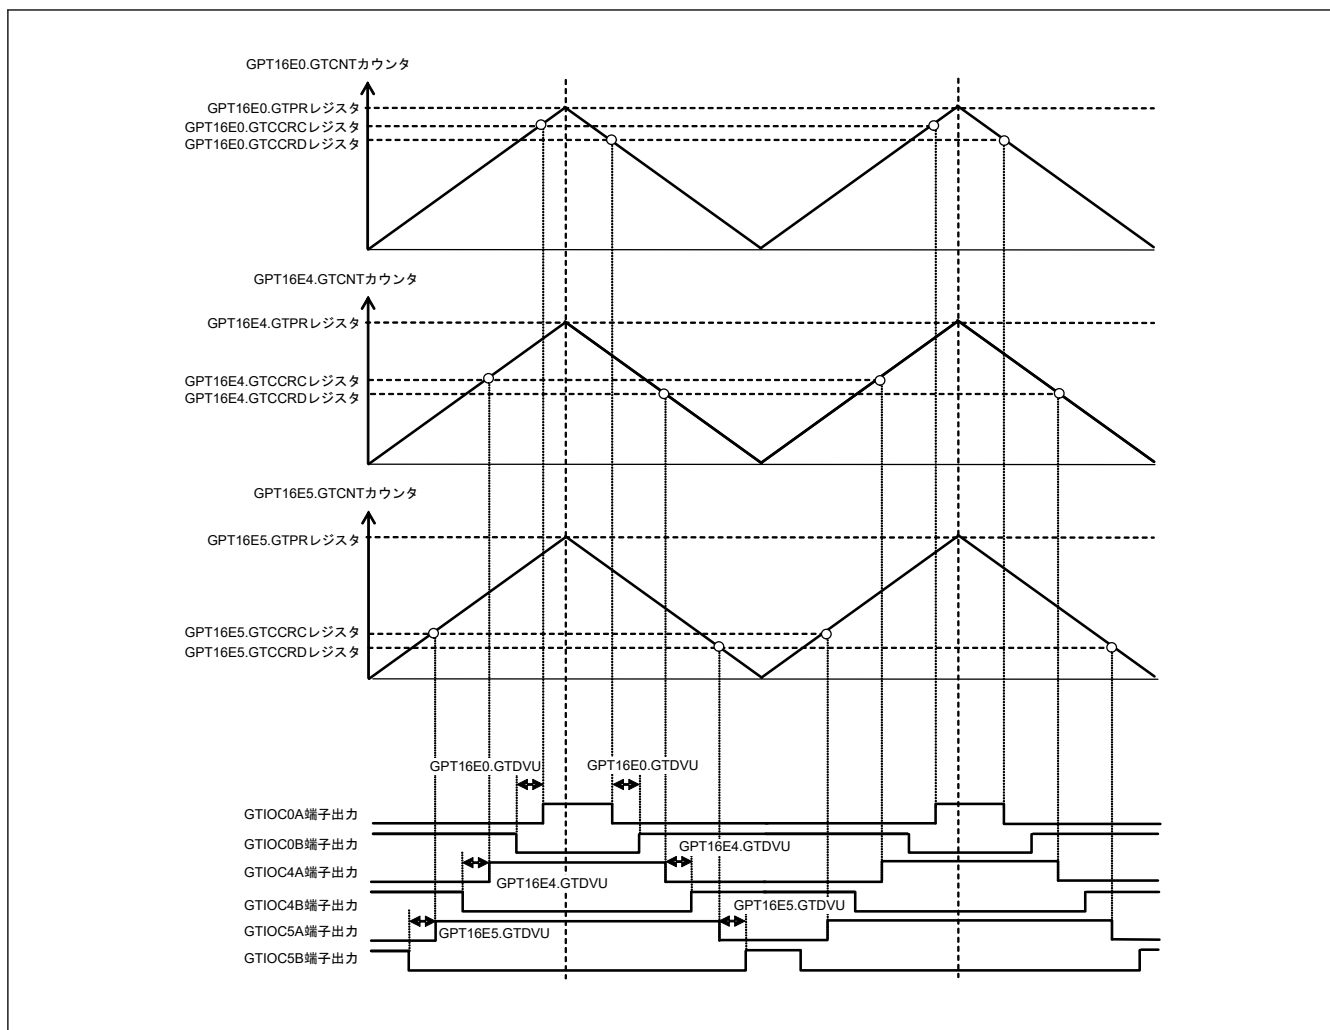 GPT16E0.GTCNTカウンタ
GPT16E0.GTPRレジスタ
GPT16E0.GTCCRCレジスタ
GPT16E0.GTCCRDレジスタ
GPT16E4.GTCNTカウンタ
GPT16E4.GTPRレジスタ
GPT16E4.GTCCRCレジスタ
GPT16E4.GTCCRDレジスタ
GPT16E5.GTCNTカウンタ
GPT16E5.GTPRレジスタ
GPT16E5.GTCCRCレジスタ
GPT16E5.GTCCRDレジスタ
GPT16E0.GTDVU
GPT16E0.GTDVU
GTIOC0A端子出力
GTIOC0B端子出力
GPT16E4.GTDVU
GTIOC4A端子出力
GPT16E4.GTDVU
GTIOC4B端子出力
GPT16E5.GTDVU
GTIOC5A端子出力
GPT16E5.GTDVU
GTIOC5B端子出力